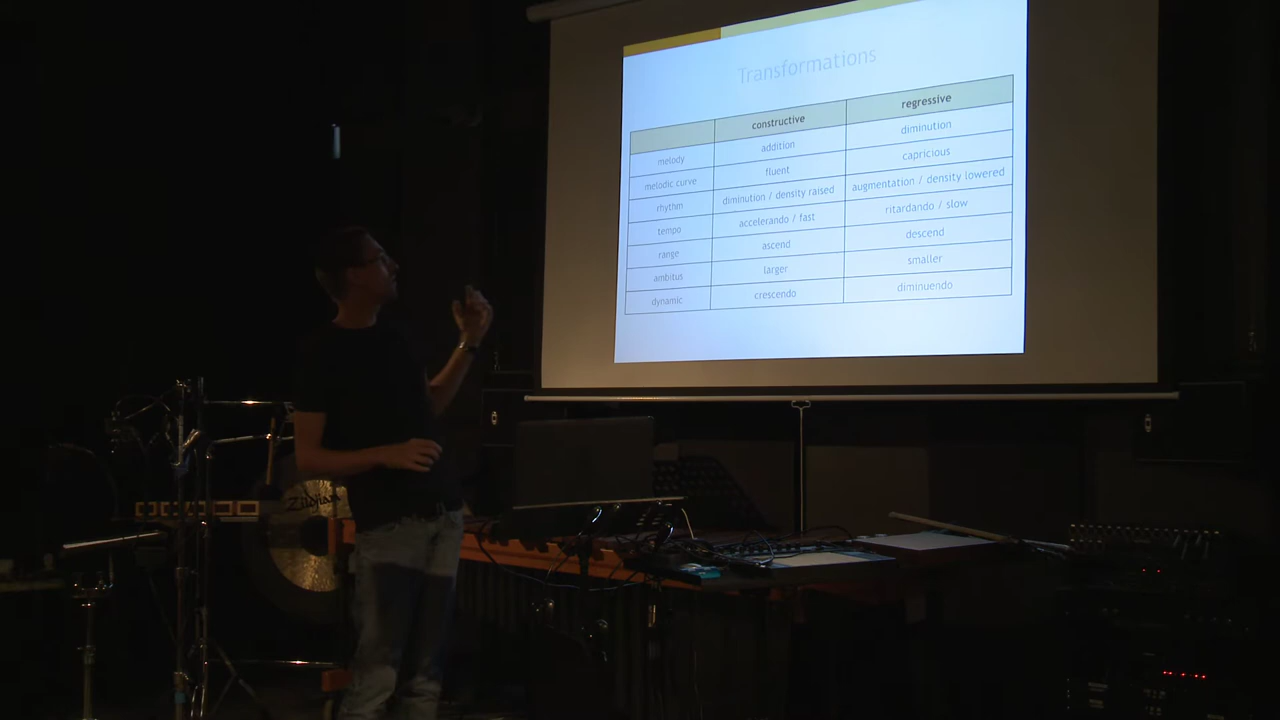 Transformations
constructive regressive
melody addition diminution
melodic curve fluent capricious
rhythm diminution / density raised augmentation / density lowered
tempo accelerando / fast ritardando / slow
range ascend descend
ambitus larger smaller
dynamic crescendo diminuendo
Zildjian